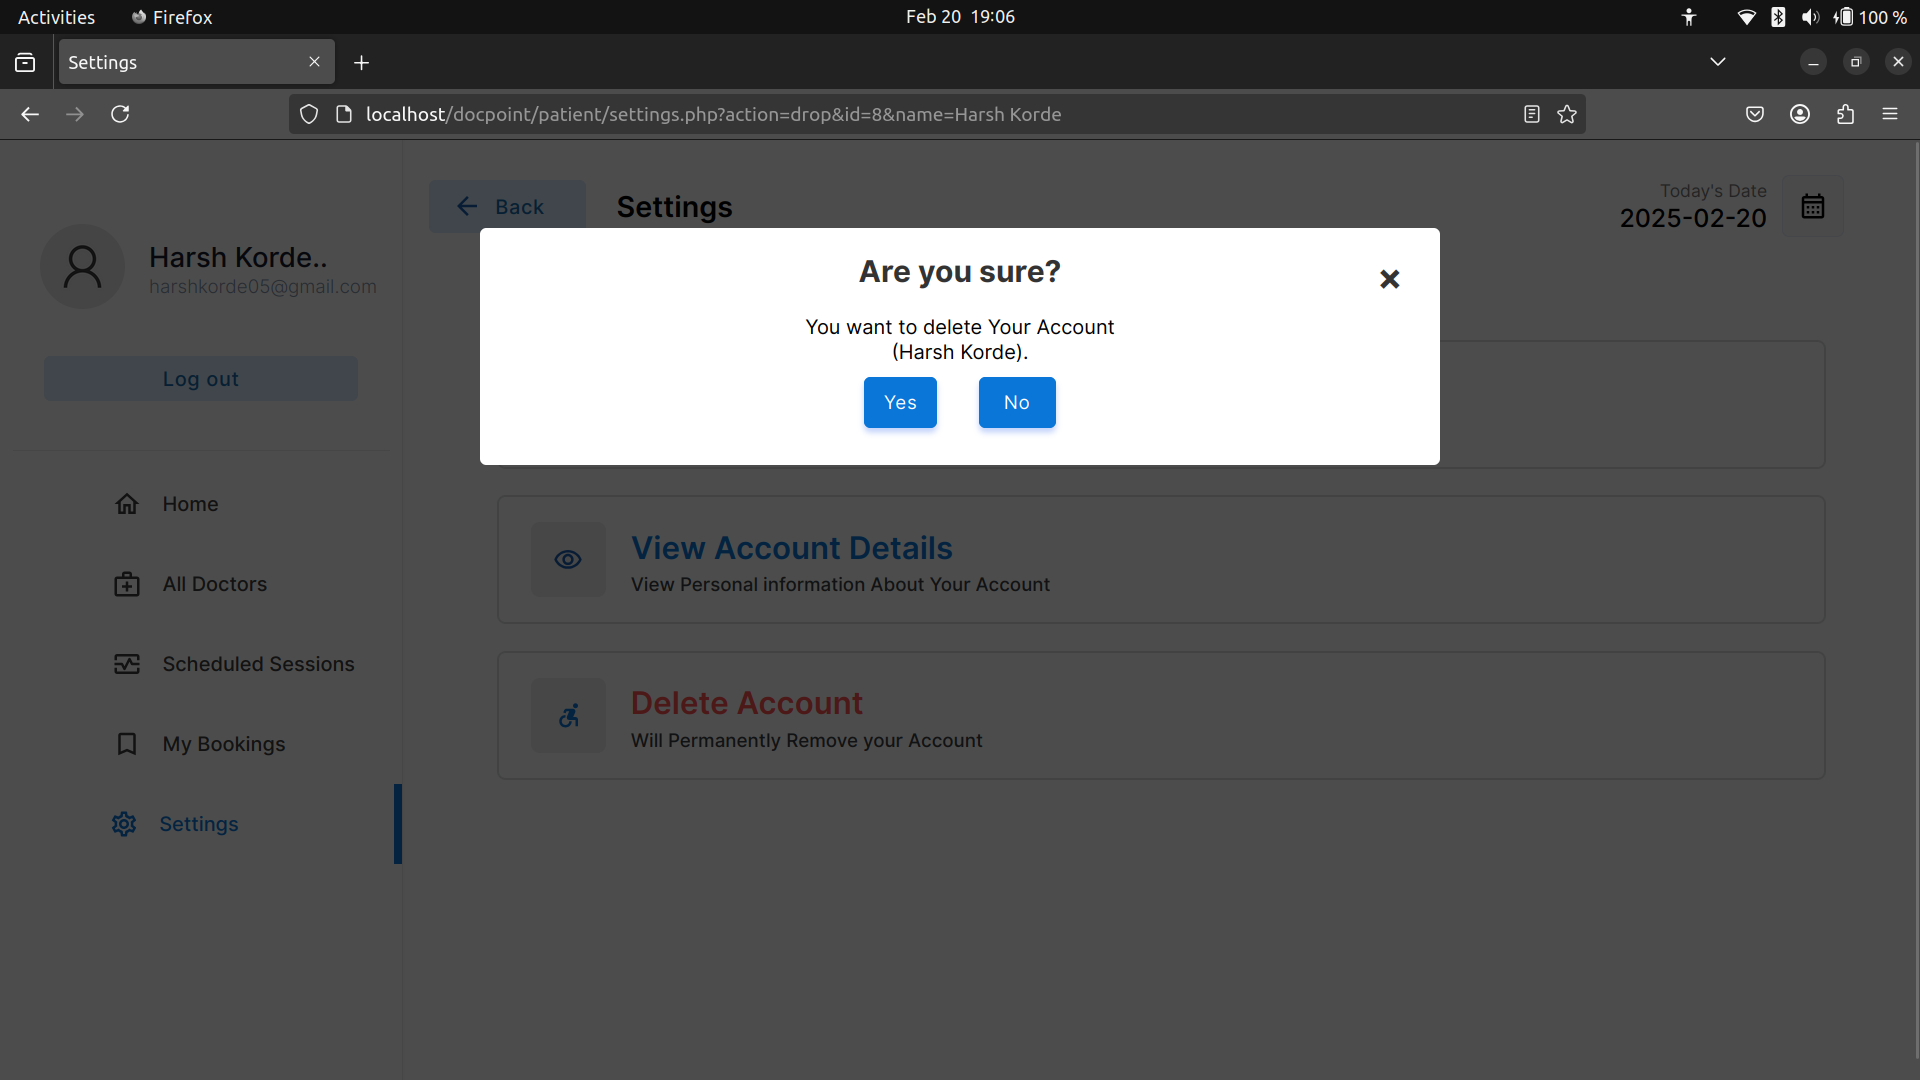 Activities Firefox Feb 20 19:06 100 %
Settings
localhost/docpoint/patient/settings.php?action=drop&id=8&name=Harsh Korde
Harsh Korde..
harshkorde05@gmail.com
Log out
Home
All Doctors
Scheduled Sessions
My Bookings
Settings
Back
Settings
Today's Date
2025-02-20
Are you sure?
You want to delete Your Account
(Harsh Korde).
Yes No
View Account Details
View Personal information About Your Account
Delete Account
Will Permanently Remove your Account